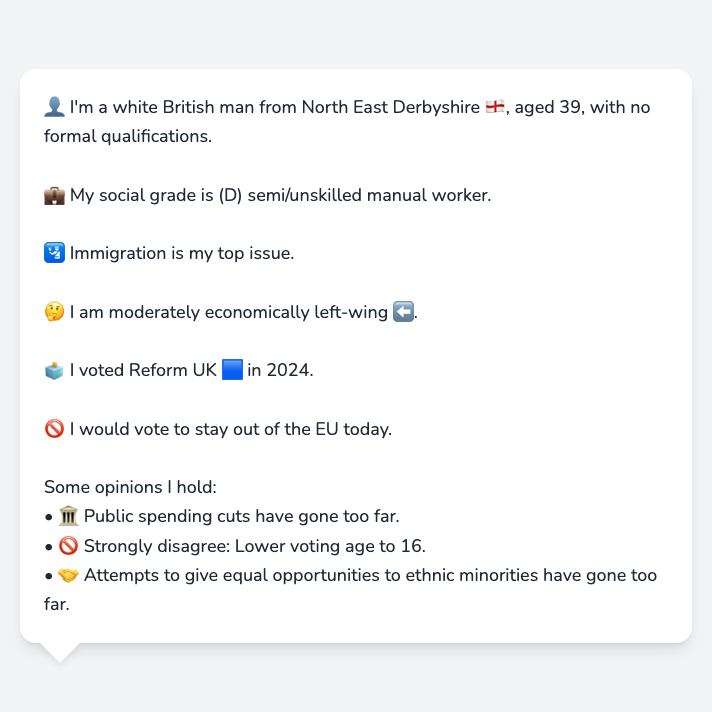 👤 I'm a white British man from North East Derbyshire 🏴󠁧󠁢󠁥󠁮󠁧󠁿, aged 39, with no
formal qualifications.
💼 My social grade is (D) semi/unskilled manual worker.
🛂 Immigration is my top issue.
🤔 I am moderately economically left-wing ⬅️.
🗳️ I voted Reform UK 🟦 in 2024.
🚫 I would vote to stay out of the EU today.
Some opinions I hold:
• 🏛️ Public spending cuts have gone too far.
• 🚫 Strongly disagree: Lower voting age to 16.
• 🤝 Attempts to give equal opportunities to ethnic minorities have gone too
far.